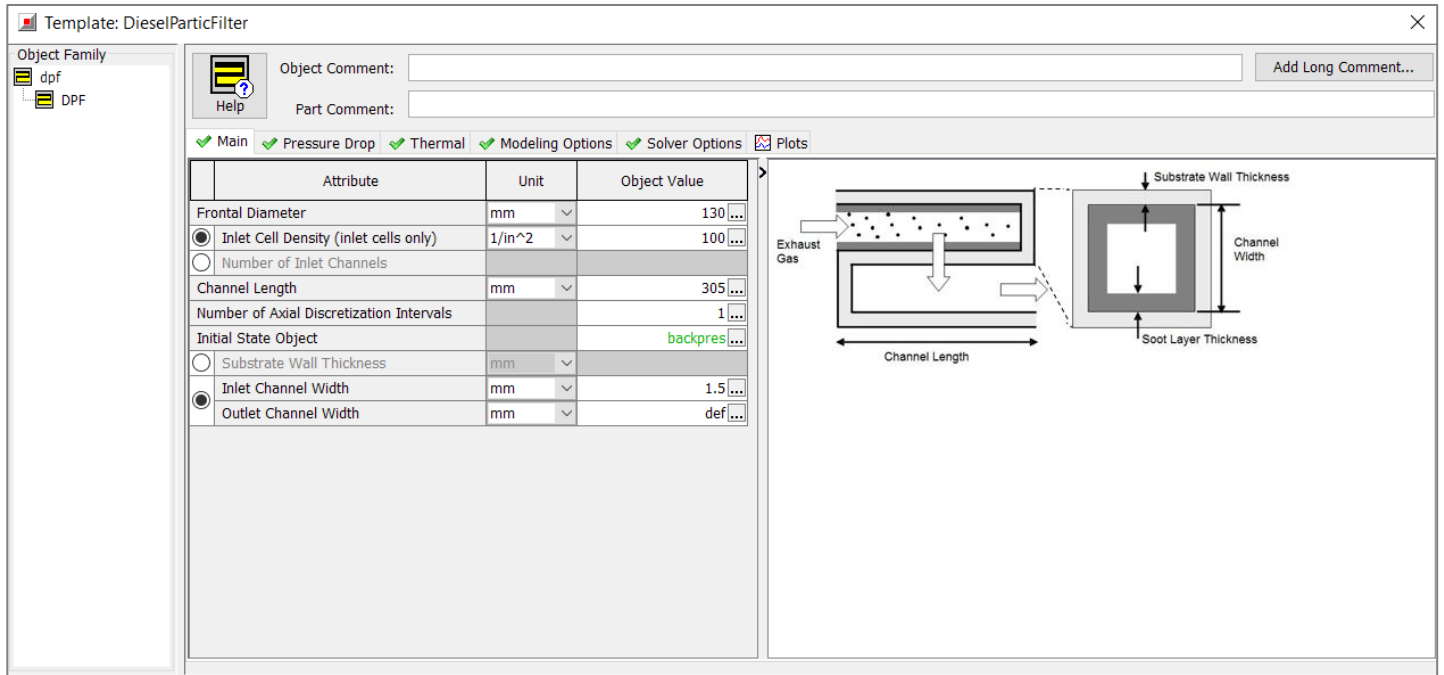 Template: DieselParticFilter
Object Family
dpf
DPF
Help
Object Comment:
Add Long Comment...
Part Comment:
Main Pressure Drop Thermal Modeling Options Solver Options Plots
Attribute Unit Object Value
Frontal Diameter mm 130 ...
Inlet Cell Density (inlet cells only) 1/in^2 100 ...
Number of Inlet Channels
Channel Length mm 305 ...
Number of Axial Discretization Intervals 1 ...
Initial State Object backpres ...
Substrate Wall Thickness mm
Inlet Channel Width mm 1.5 ...
Outlet Channel Width mm def ...
Substrate Wall Thickness
Exhaust
Gas
Channel
Width
Soot Layer Thickness
Channel Length